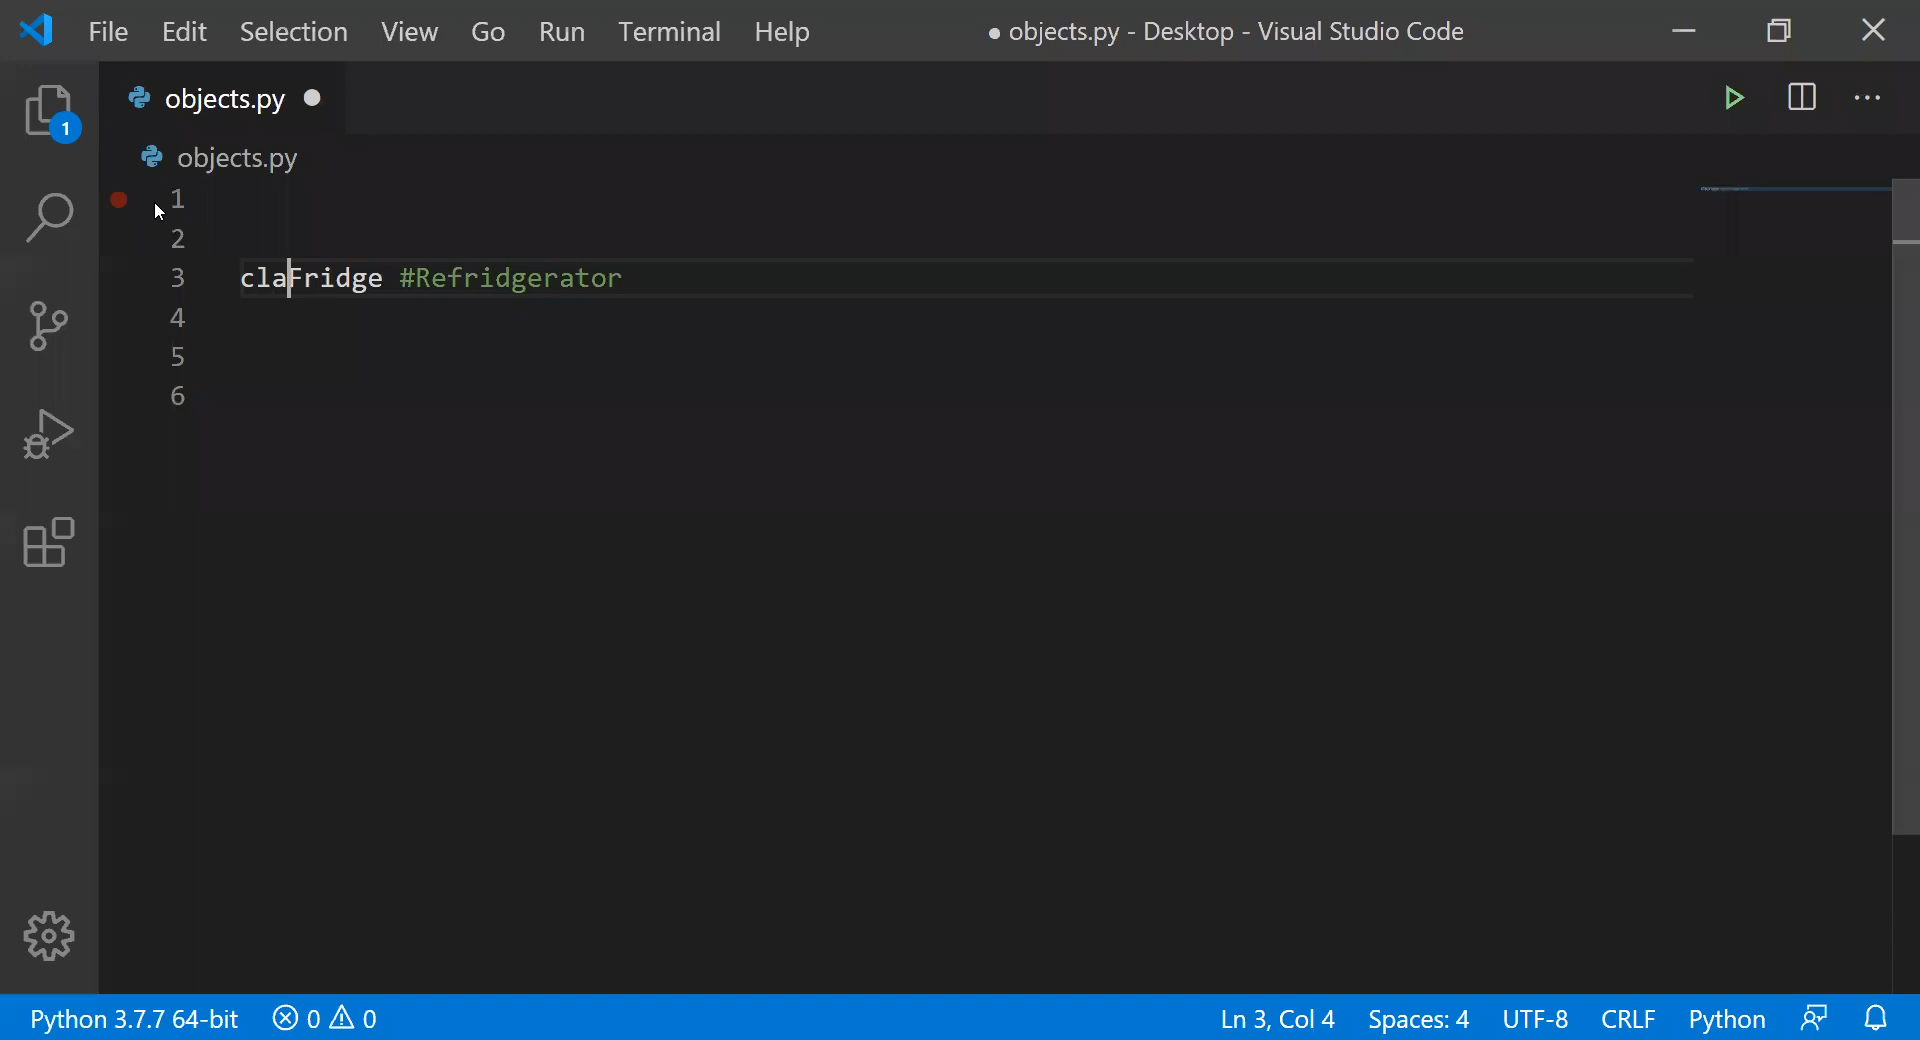 File Edit Selection View Go Run Terminal Help ● objects.py - Desktop - Visual Studio Code
objects.py
1
objects.py
1
2
3 claFridge #Refridgerator
4
5
6
Python 3.7.7 64-bit 0 0 Ln 3, Col 4 Spaces: 4 UTF-8 CRLF Python